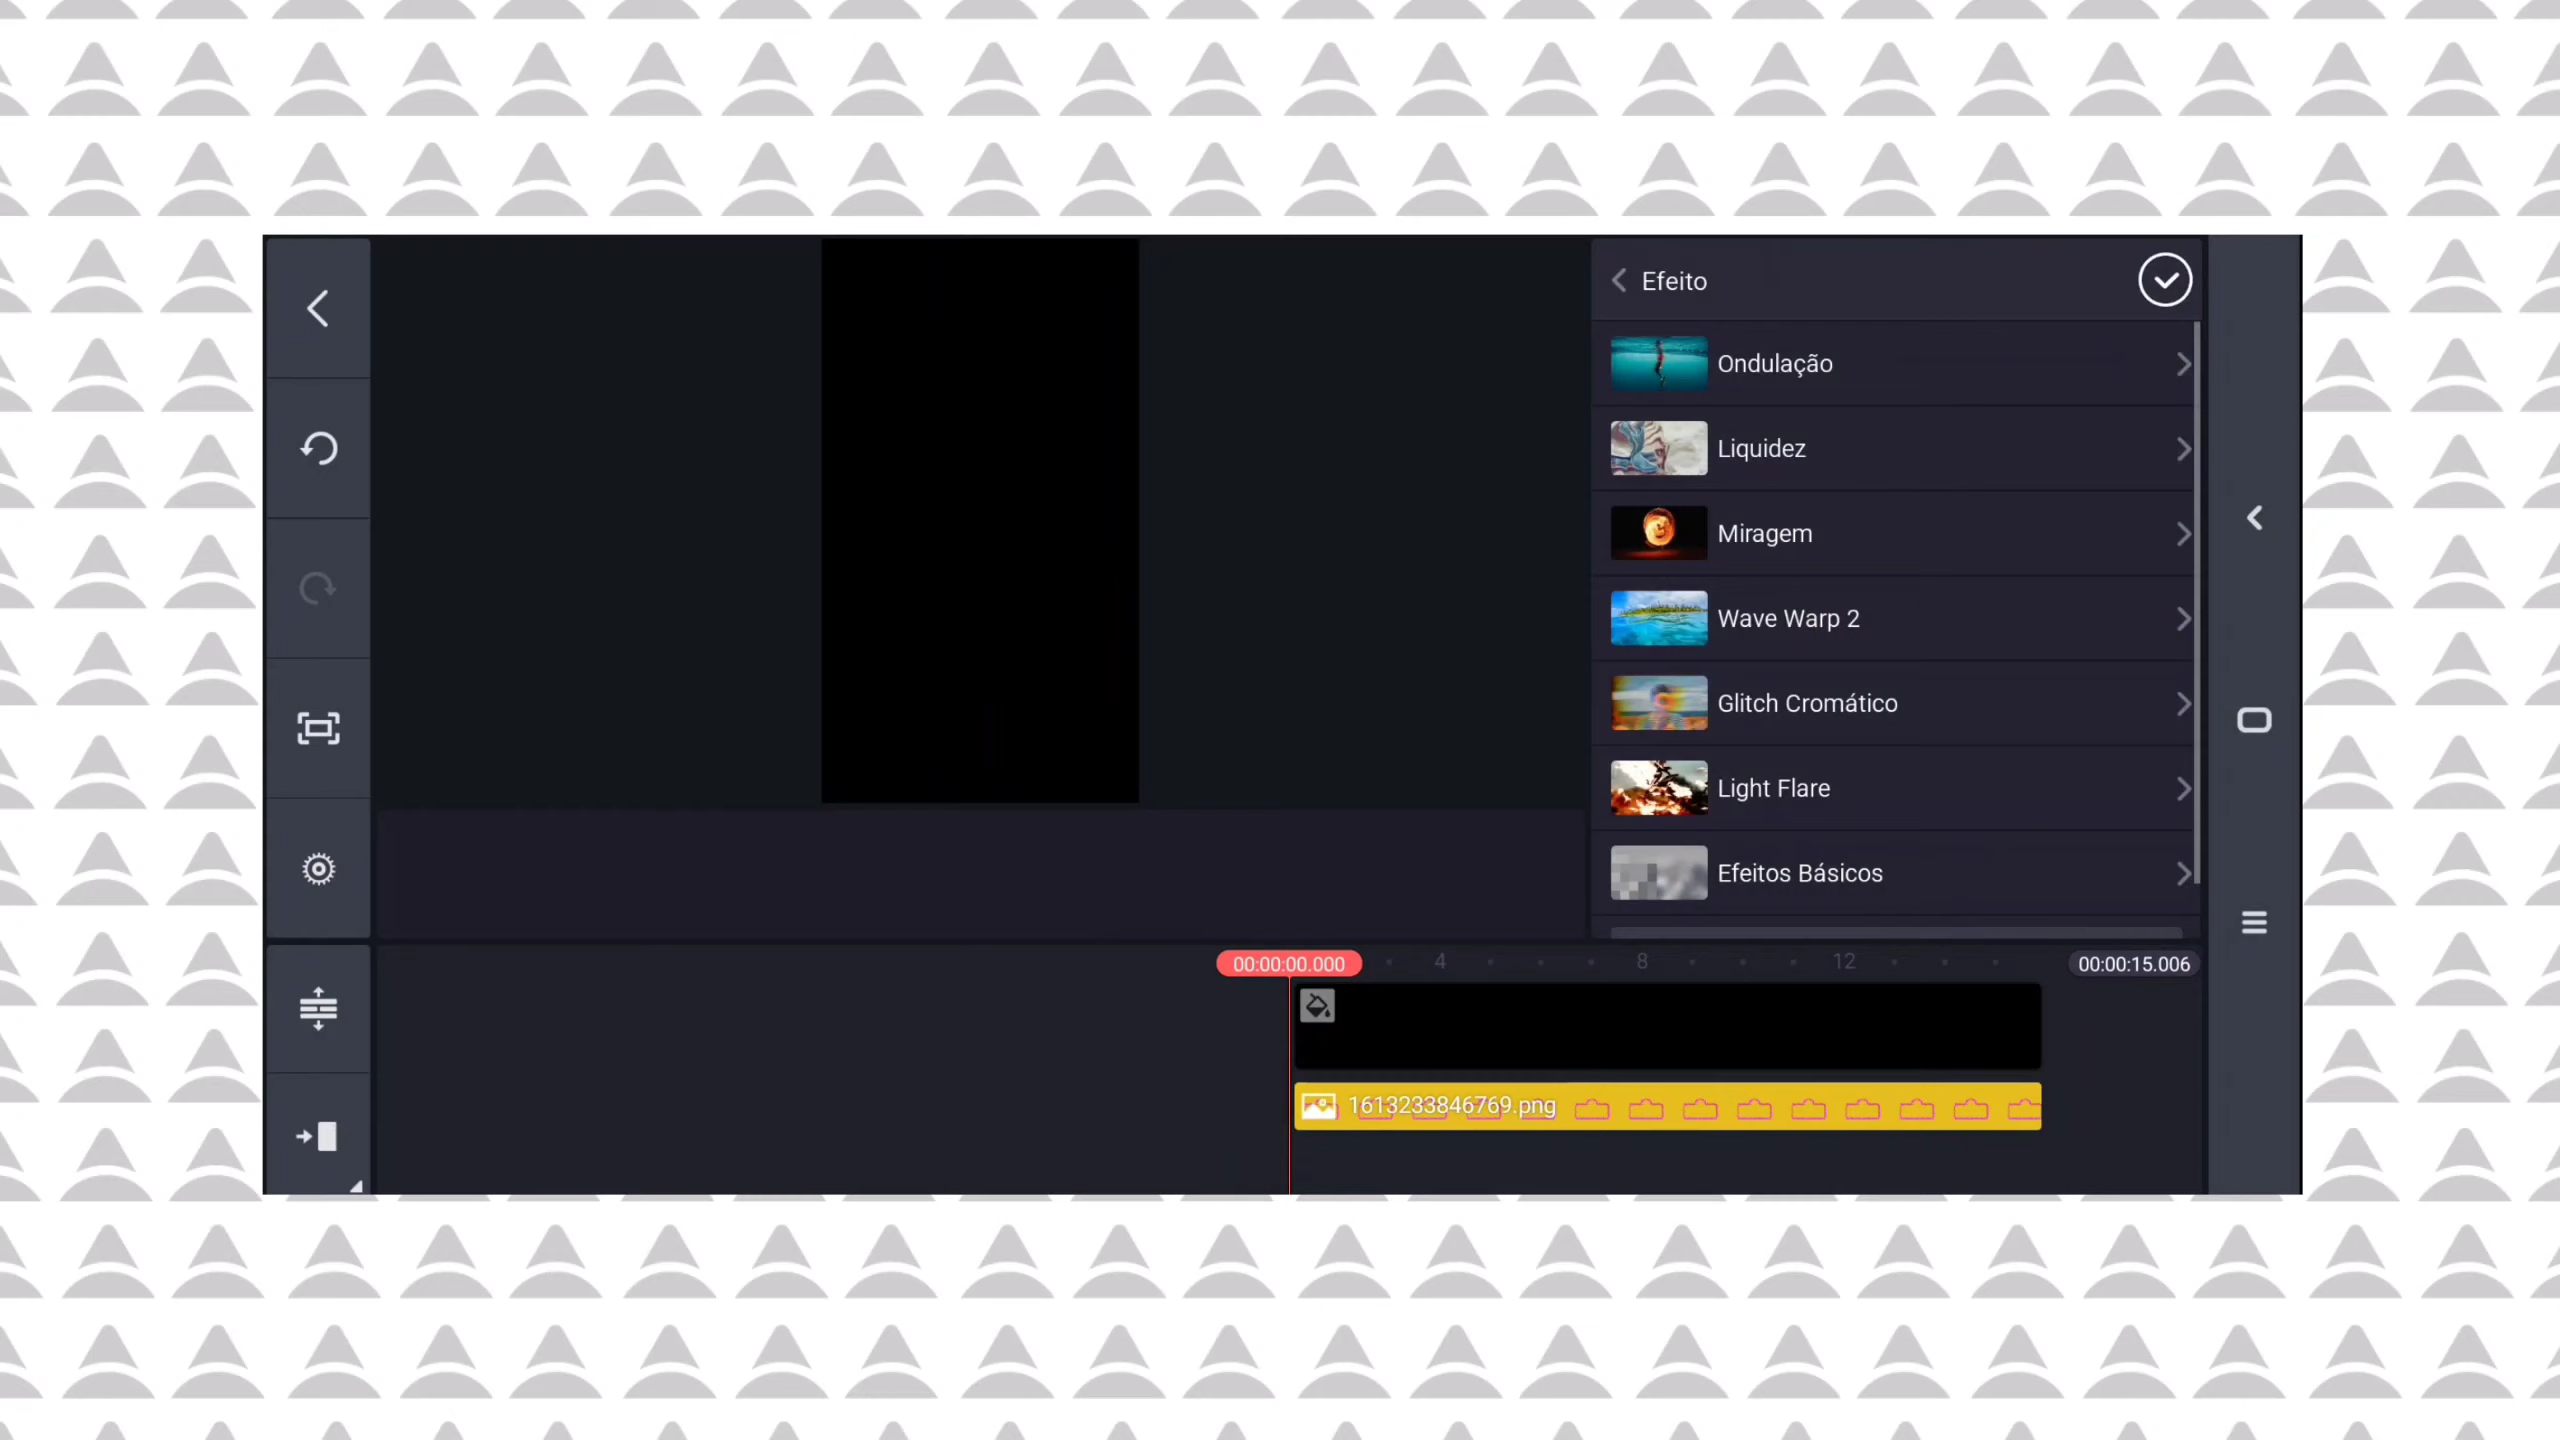 Efeito
Ondulação
Liquidez
Miragem
Wave Warp 2
Glitch Cromático
Light Flare
Efeitos Básicos
00:00:00.000 4 8 12 00:00:15.006
1613233846769.png